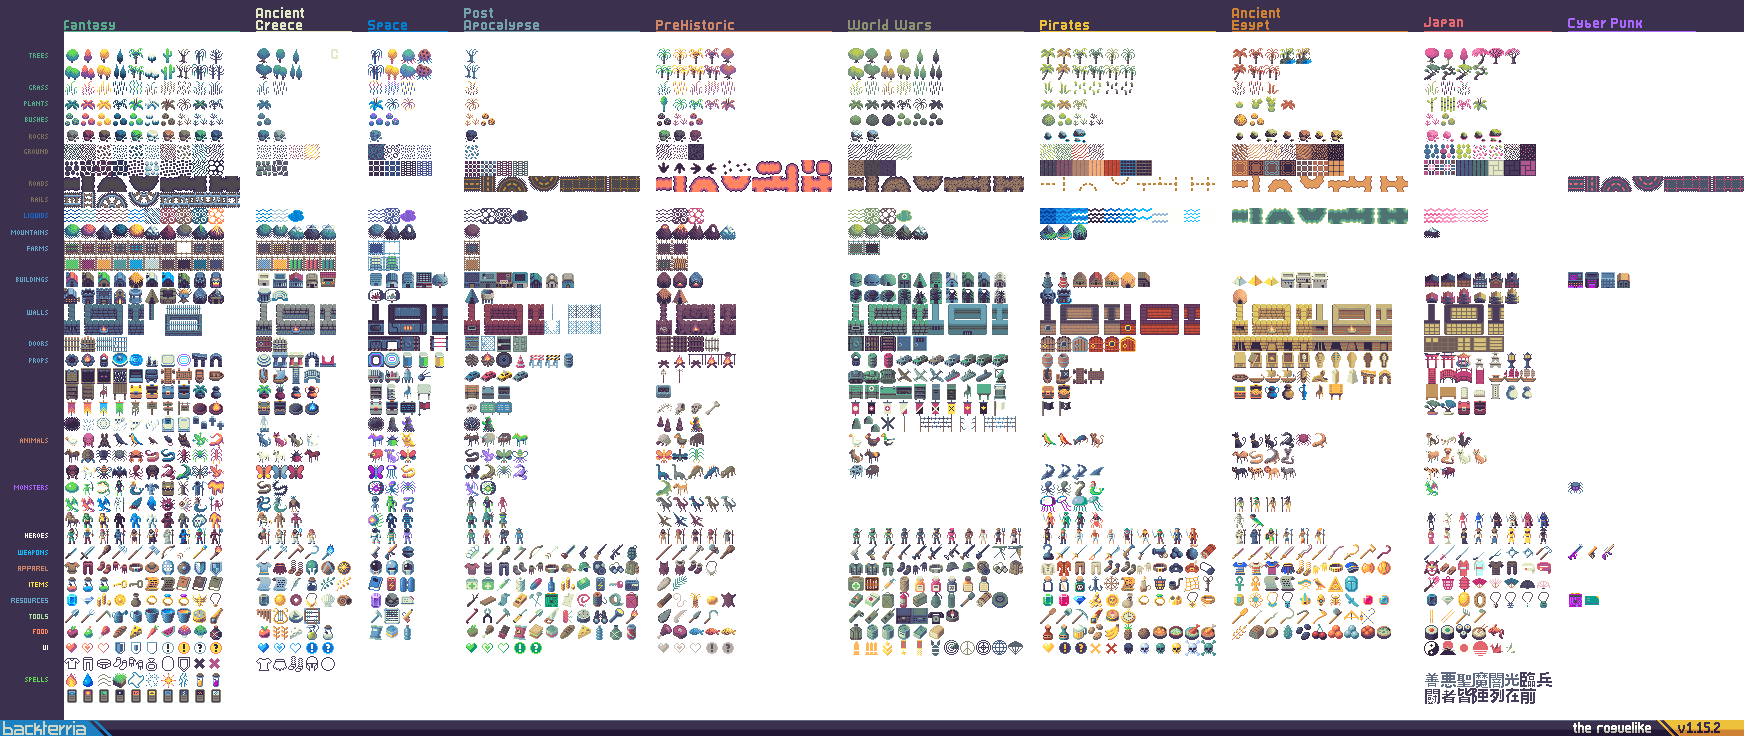 Fantasy
Ancient
Greece
Space
Post
Apocalypse
PreHistoric
World Wars
Pirates
Ancient
Egypt
Japan
Cyber Punk
TREES
GRASS
PLANTS
BUSHES
ROCKS
GROUND
ROADS
RAILS
LIQUIDS
MOUNTAINS
FARMS
BUILDINGS
WALLS
DOORS
PROPS
ANIMALS
MONSTERS
HEROES
WEAPONS
APPAREL
ITEMS
RESOURCES
TOOLS
FOOD
UI
SPELLS
善悪聖魔闇光臨兵
闘者皆陣列在前
backterria
the roguelike
v1.15.2